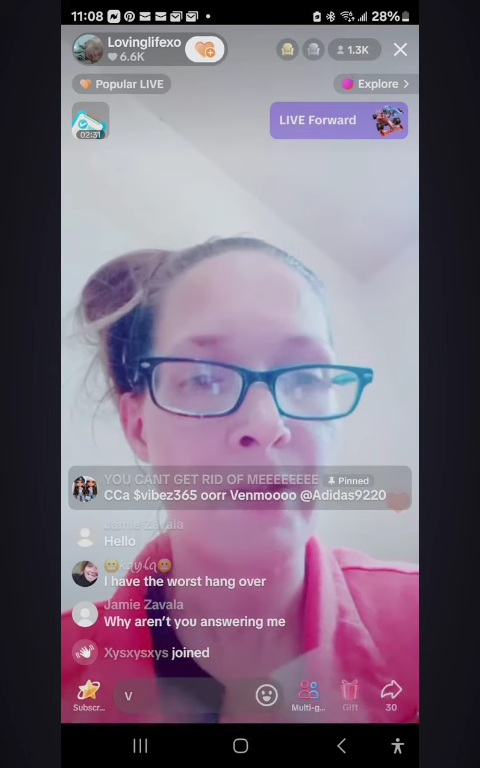 11:08
28%
Lovinglifexo
6.6K
1.3K
Popular LIVE
Explore >
02:31
LIVE Forward
YOU CANT GET RID OF MEEEEEEEE Pinned
CCa $vibez365 oorr Venmoooo @Adidas9220
Jamie Zavala
Hello
kayla
I have the worst hang over
Jamie Zavala
Why aren't you answering me
Xysxysxys joined
V
Subscr...
Multi-g...
Gift
30